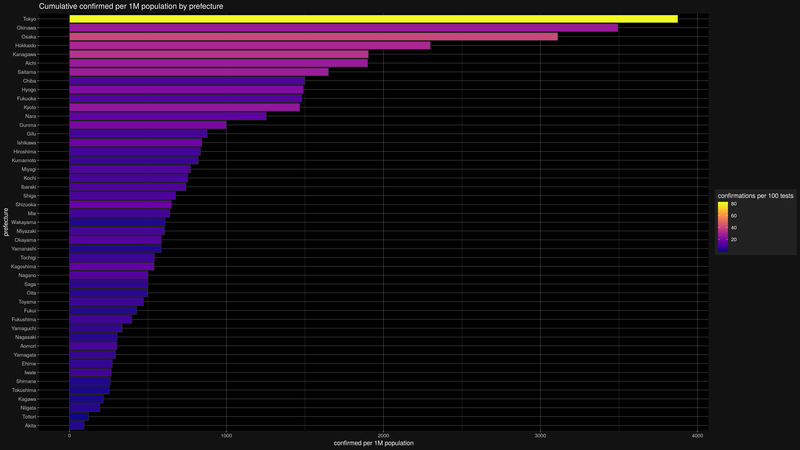 Cumulative confirmed per 1M population by prefecture
Tokyo
Okinawa
Osaka
Hokkaido
Kanagawa
Aichi
Saitama
Chiba
Hyogo
Fukuoka
Kyoto
Nara
Gunma
Gifu
Ishikawa
Hiroshima
Kumamoto
Miyagi
Kochi
Ibaraki
Shiga
Shizuoka
Mie
Wakayama
Miyazaki
Okayama
Yamanashi
Tochigi
Kagoshima
Nagano
Saga
Oita
Toyama
Fukui
Fukushima
Yamaguchi
Nagasaki
Aomori
Yamagata
Ehime
Iwate
Shimane
Tokushima
Kagawa
Niigata
Tottori
Akita
prefecture
0 1000 2000 3000 4000
confirmed per 1M population
confirmations per 100 tests
80
60
40
20